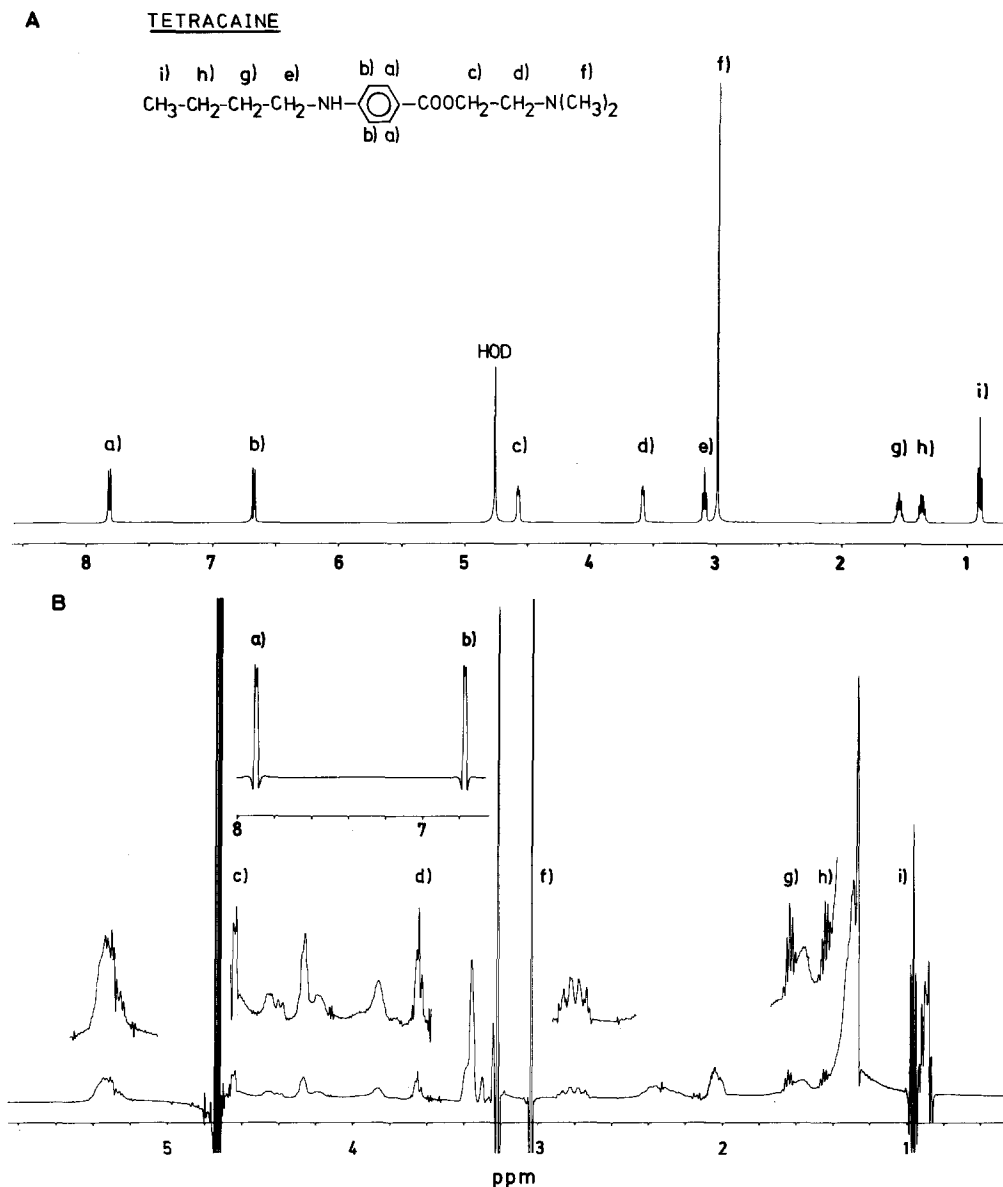 A
TETRACAINE
i) h) g) e) b) a) c) d) f)
CH3-CH2-CH2-CH2-NH-COOCH2-CH2-N(CH3)2
b) a)
f)
HOD
a) b) c) d) e) g) h) i)
8 7 6 5 4 3 2 1
B
a) b)
8 7
c) d) f) g) h) i)
5 4 3 2 1
ppm